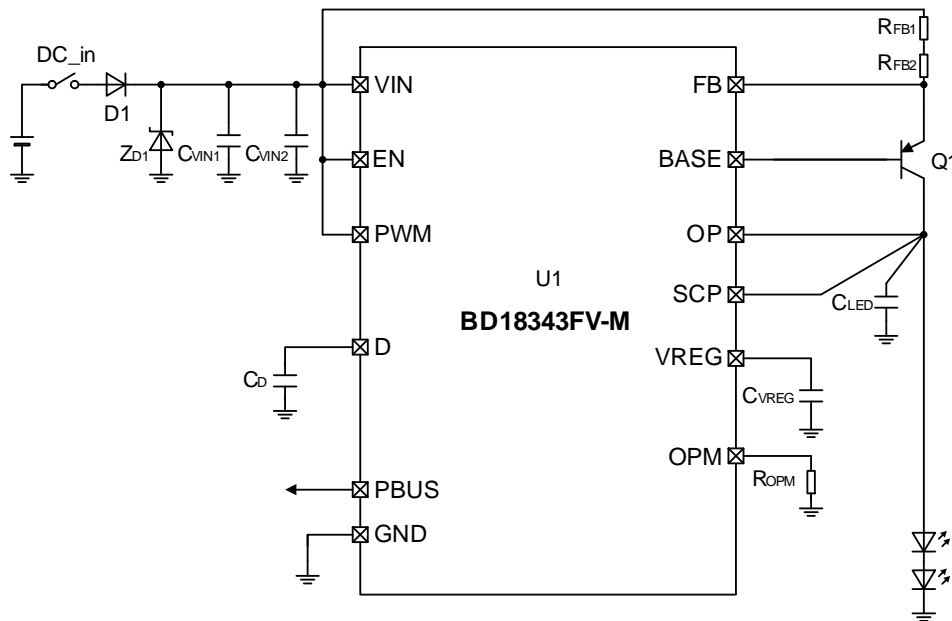 RFB1
DC_in
RFB2
VIN
FB
D1
ZD1
CVIN1
CVIN2
EN
BASE
Q1
PWM
OP
U1
SCP
BD18343FV-M
CLED
D
VREG
CD
CVREG
OPM
ROPM
PBUS
GND